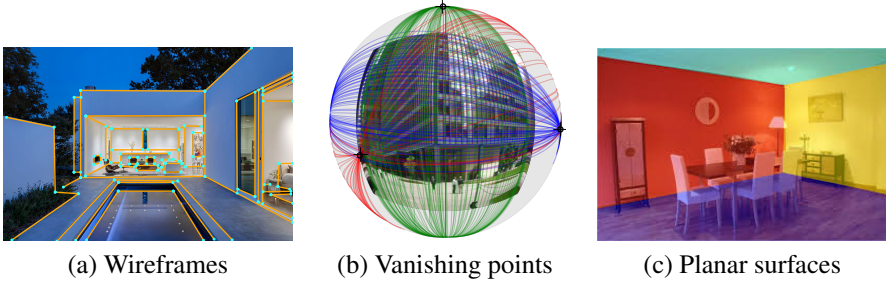 (a) Wireframes
(b) Vanishing points
(c) Planar surfaces